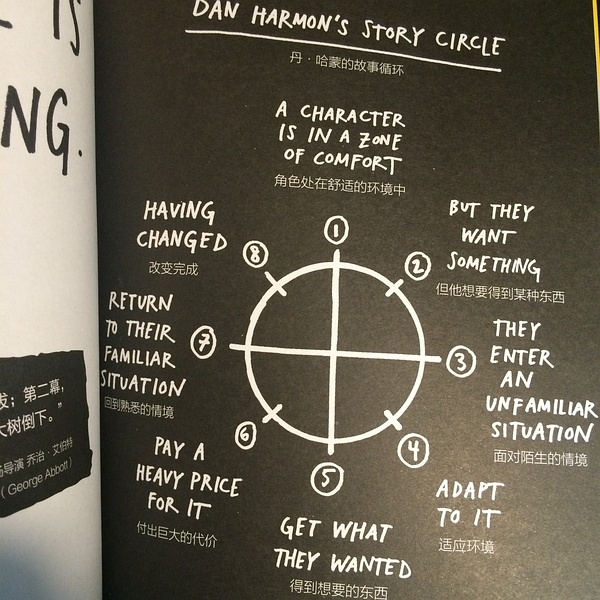 IS
NG.
发；第二幕，
大树倒下。”
导演 乔治·艾伯特
(George Abbott)
DAN HARMON'S STORY CIRCLE
丹·哈蒙的故事循环
A CHARACTER
IS IN A ZONE
OF COMFORT
角色处在舒适的环境中
1
BUT THEY
WANT
SOMETHING
但他想要得到某种东西
2
THEY
ENTER
AN
UNFAMILIAR
SITUATION
面对陌生的情境
3
ADAPT
TO IT
适应环境
4
5
GET WHAT
THEY WANTED
得到想要的东西
6
PAY A
HEAVY PRICE
FOR IT
付出巨大的代价
7
RETURN
TO THEIR
FAMILIAR
SITUATION
回到熟悉的情境
8
HAVING
CHANGED
改变完成